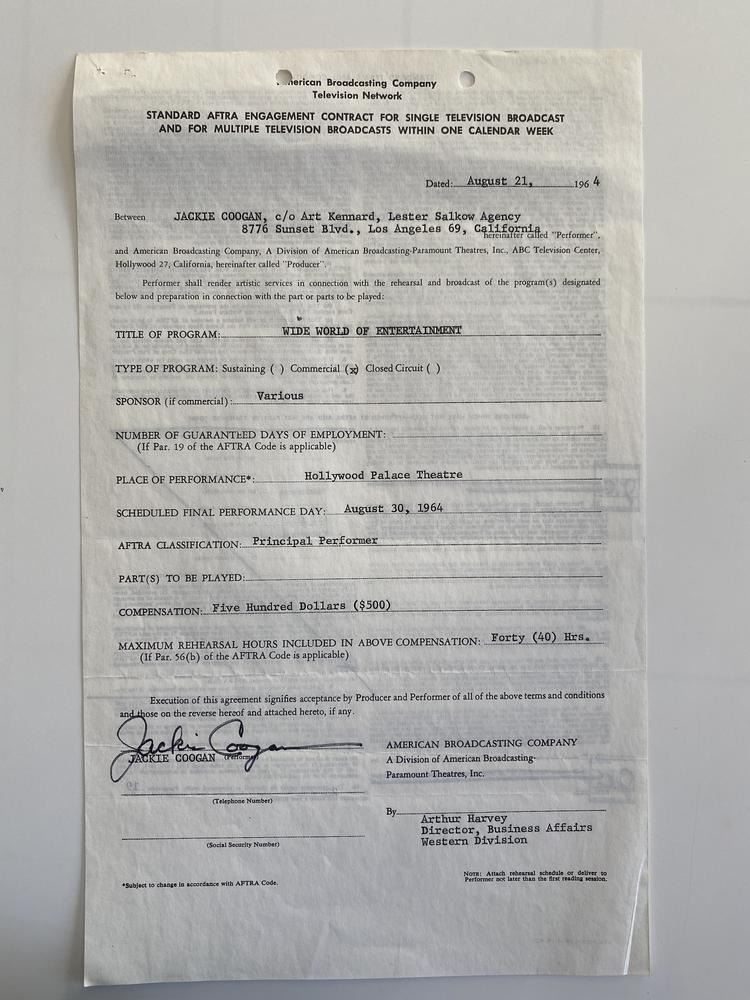 American Broadcasting Company
Television Network
STANDARD AFTRA ENGAGEMENT CONTRACT FOR SINGLE TELEVISION BROADCAST
AND FOR MULTIPLE TELEVISION BROADCASTS WITHIN ONE CALENDAR WEEK
Dated: August 21, 1964
Between JACKIE COOGAN, c/o Art Kennard, Lester Salkow Agency
8776 Sunset Blvd., Los Angeles 69, California
hereinafter called "Performer",
and American Broadcasting Company, A Division of American Broadcasting-Paramount Theatres, Inc., ABC Television Center,
Hollywood 27, California, hereinafter called "Producer".
Performer shall render artistic services in connection with the rehearsal and broadcast of the program(s) designated
below and preparation in connection with the part or parts to be played:
TITLE OF PROGRAM: WIDE WORLD OF ENTERTAINMENT
TYPE OF PROGRAM: Sustaining ( ) Commercial (x) Closed Circuit ( )
SPONSOR (if commercial): Various
NUMBER OF GUARANTEED DAYS OF EMPLOYMENT:
(If Par. 19 of the AFTRA Code is applicable)
PLACE OF PERFORMANCE*: Hollywood Palace Theatre
SCHEDULED FINAL PERFORMANCE DAY: August 30, 1964
AFTRA CLASSIFICATION: Principal Performer
PART(S) TO BE PLAYED:
COMPENSATION: Five Hundred Dollars ($500)
MAXIMUM REHEARSAL HOURS INCLUDED IN ABOVE COMPENSATION: Forty (40) Hrs.
(If Par. 56(b) of the AFTRA Code is applicable)
Execution of this agreement signifies acceptance by Producer and Performer of all of the above terms and conditions
and those on the reverse hereof and attached hereto, if any.
Jackie Coogan
JACKIE COOGAN (Performer)
(Telephone Number)
(Social Security Number)
AMERICAN BROADCASTING COMPANY
A Division of American Broadcasting-
Paramount Theatres, Inc.
By
Arthur Harvey
Director, Business Affairs
Western Division
*Subject to change in accordance with AFTRA Code.
NOTE: Attach rehearsal schedule or deliver to
Performer not later than the first reading session.